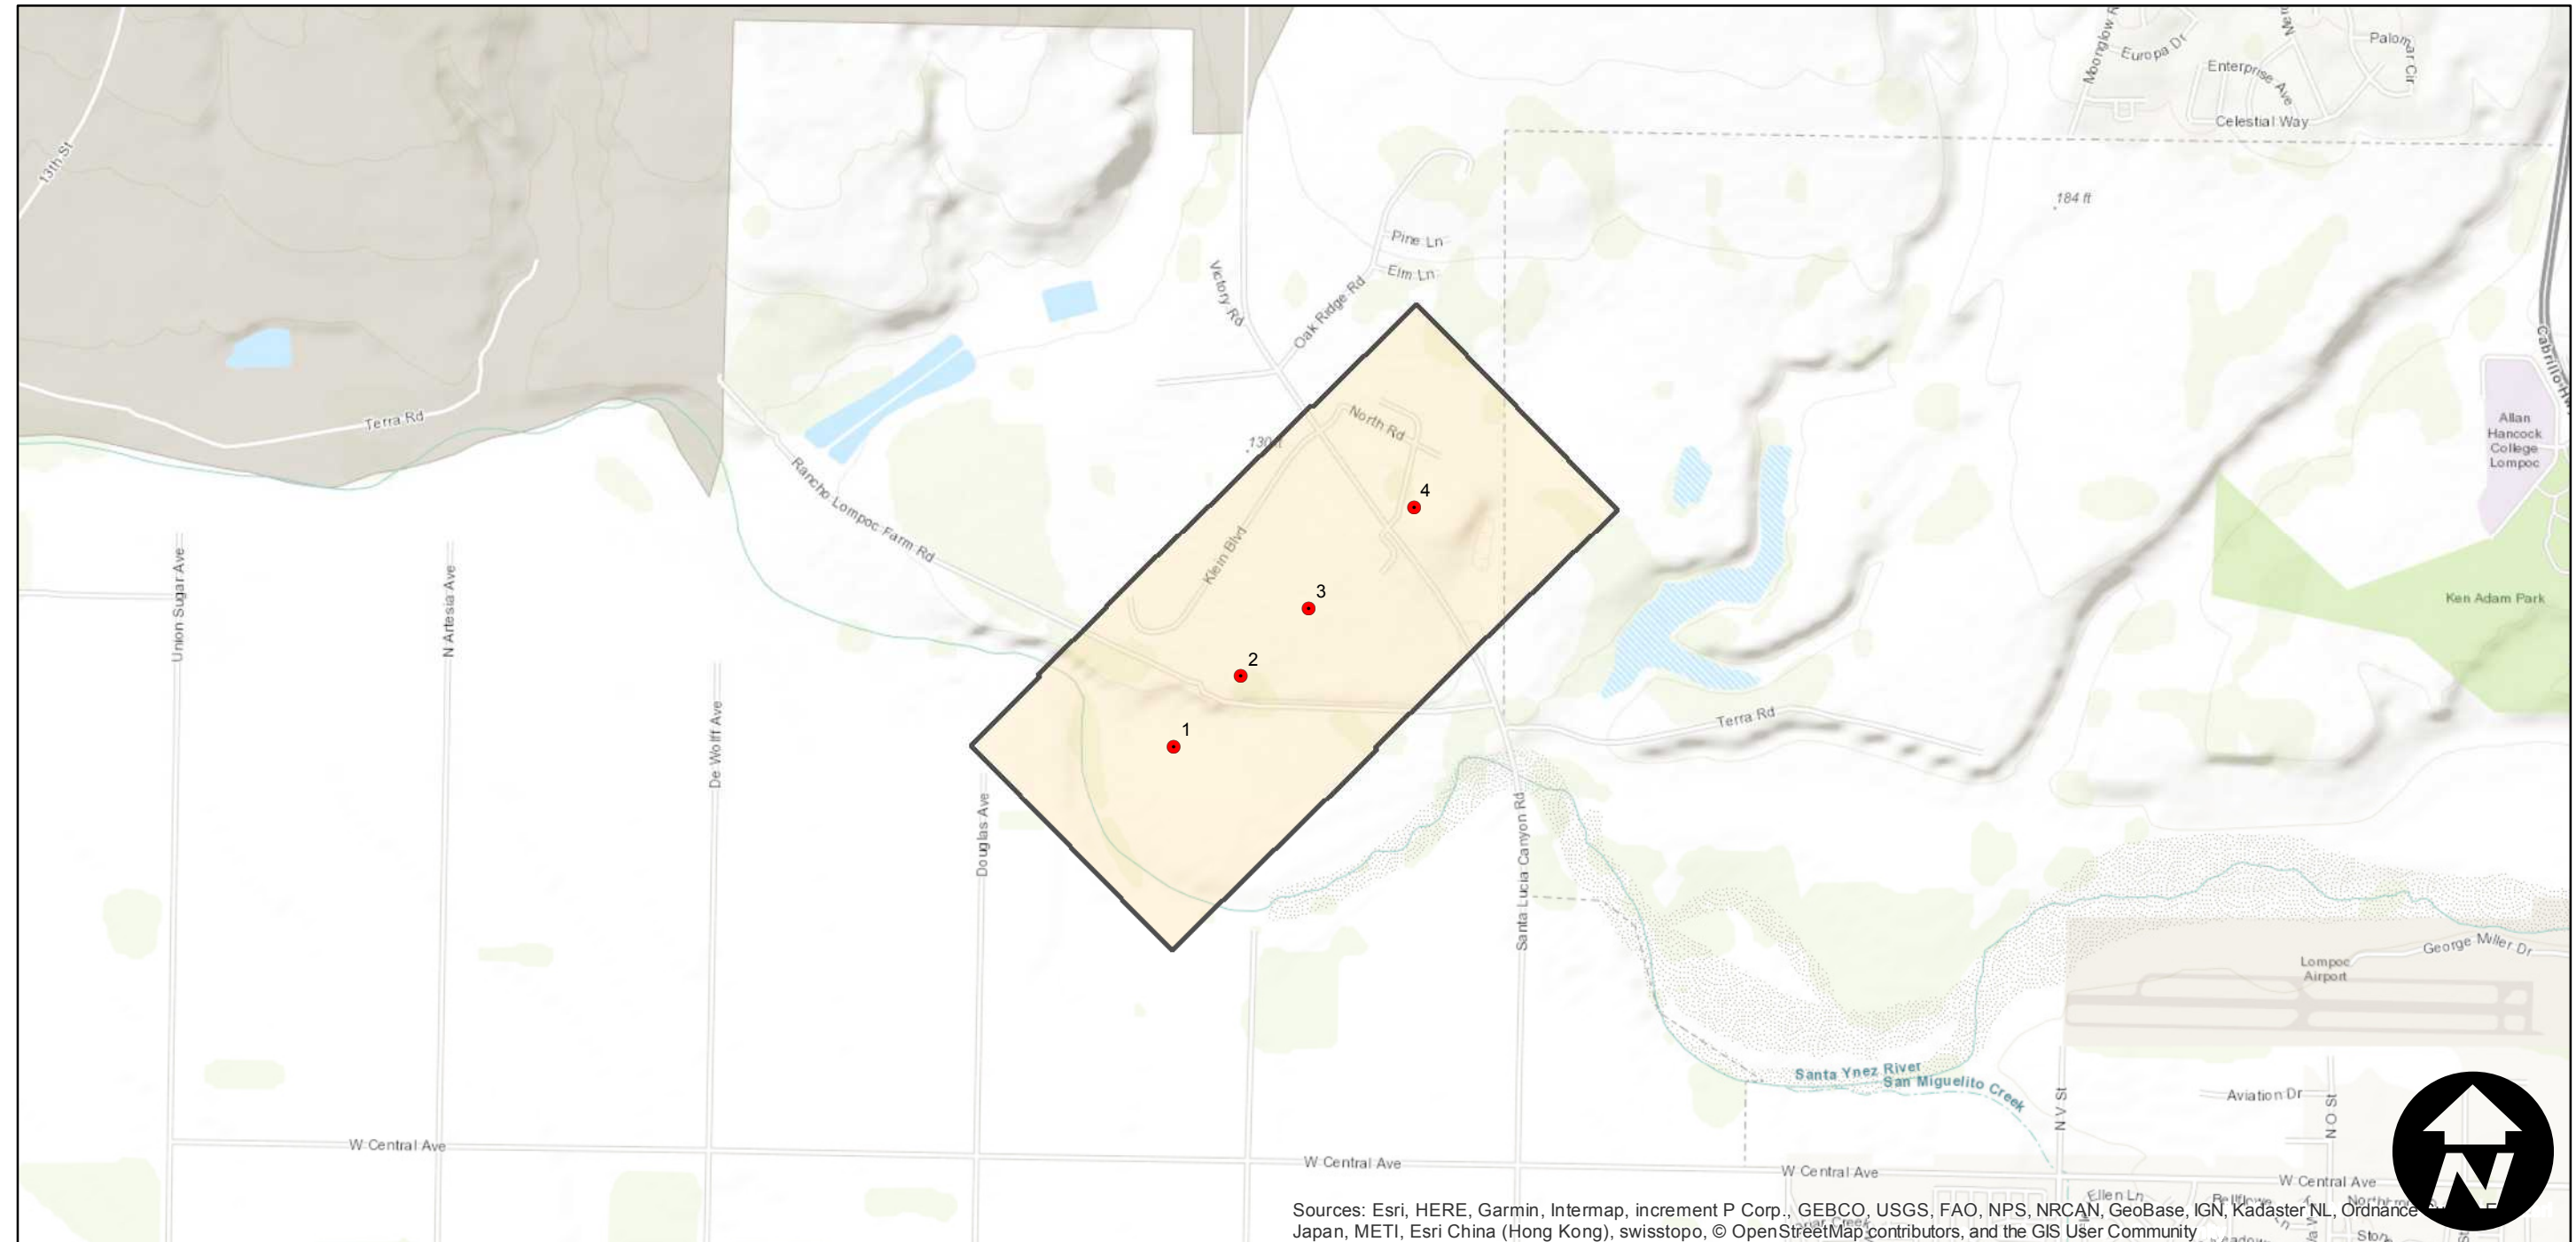 Moonglow
Europa Dr
Enterprise Ave
Palomar Cir
Celestial Way
13th St
184 ft
Pine Ln
Elm Ln
Victory Rd
Oak Ridge Rd
Cabrillo
Allan
Hancock
College
Lompoc
Terra Rd
North Rd
130 ft
Rancho Lompoc Farm Rd
4
Klein Blvd
3
Union Sugar Ave
N Artesia Ave
Ken Adam Park
2
De Wolff Ave
Terra Rd
1
Douglas Ave
Santa Lucia Canyon Rd
George Miller Dr
Lompoc
Airport
Santa Ynez River
San Miguelito Creek
Aviation Dr
N V St
N O St
W Central Ave
W Central Ave
W Central Ave
W Central Ave
Ellen Ln
N
Sources: Esri, HERE, Garmin, Intermap, increment P Corp., GEBCO, USGS, FAO, NPS, NRCAN, GeoBase, IGN, Kadaster NL, Ordnance
Japan, METI, Esri China (Hong Kong), swisstopo, © OpenStreetMap contributors, and the GIS User Community